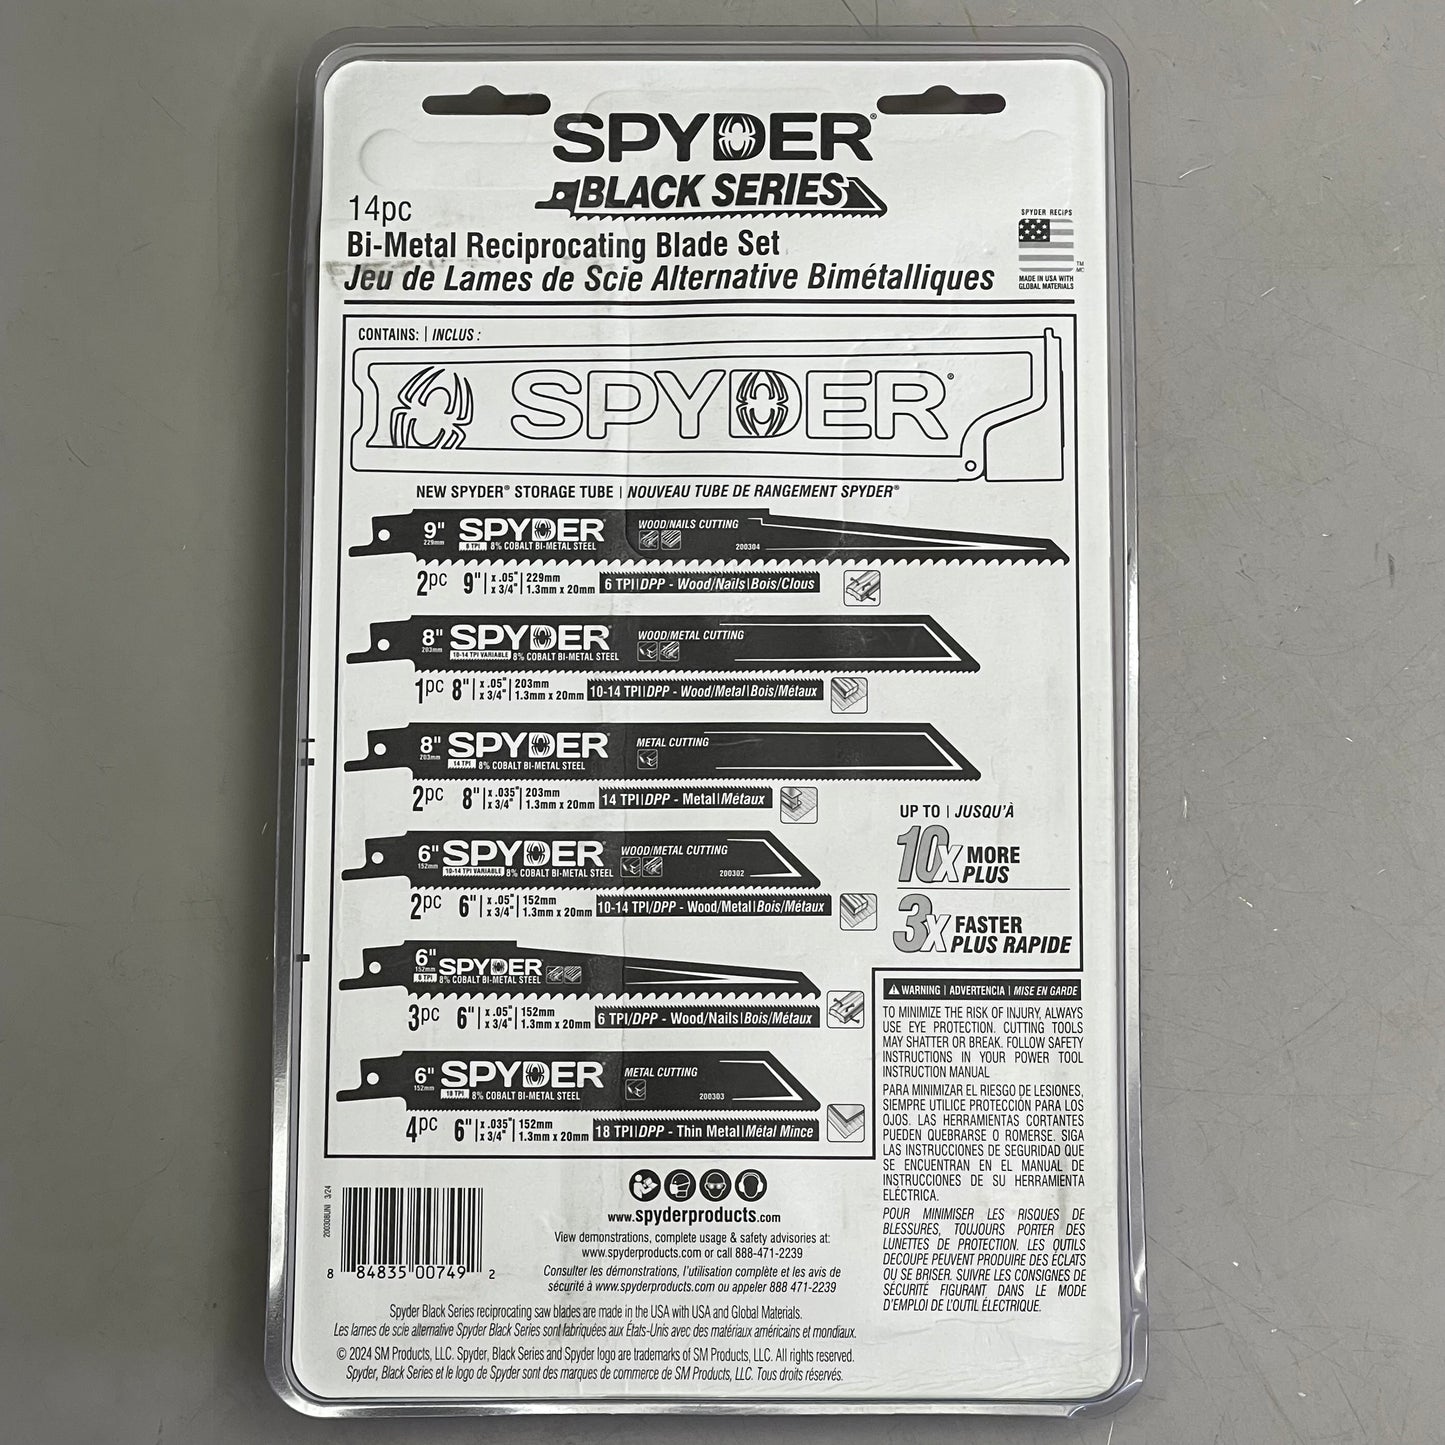 SPYDER®
BLACK SERIES
14pc
Bi-Metal Reciprocating Blade Set
Jeu de Lames de Scie Alternative Bimétalliques
SPYDER RECIPS
TM
MC
MADE IN USA WITH
GLOBAL MATERIALS
CONTAINS: | INCLUS :
SPYDER®
NEW SPYDER® STORAGE TUBE | NOUVEAU TUBE DE RANGEMENT SPYDER®
9" SPYDER WOOD/NAILS CUTTING
229mm 8% COBALT BI-METAL STEEL 200304
2pc 9" | x .05" | 229mm 6 TPI|DPP - Wood/Nails|Bois/Clous
x 3/4" | 1.3mm x 20mm
8" SPYDER WOOD/METAL CUTTING
203mm 10-14 TPI VARIABLE 8% COBALT BI-METAL STEEL
1pc 8" | x .05" | 203mm 10-14 TPI|DPP - Wood/Metal|Bois/Métaux
x 3/4" | 1.3mm x 20mm
8" SPYDER METAL CUTTING
203mm 14 TPI 8% COBALT BI-METAL STEEL
2pc 8" | x .035" | 203mm 14 TPI|DPP - Metal|Métaux
x 3/4" | 1.3mm x 20mm
6" SPYDER WOOD/METAL CUTTING
152mm 10-14 TPI VARIABLE 8% COBALT BI-METAL STEEL 200302
2pc 6" | x .05" | 152mm 10-14 TPI/DPP - Wood/Metal|Bois/Métaux
x 3/4" | 1.3mm x 20mm
6" SPYDER
152mm 8% COBALT BI-METAL STEEL
3pc 6" | x .05" | 152mm 6 TPI/DPP - Wood/Nails|Bois/Métaux
x 3/4" | 1.3mm x 20mm
6" SPYDER METAL CUTTING
152mm 18 TPI 8% COBALT BI-METAL STEEL 200303
4pc 6" | x .035" | 152mm 18 TPI|DPP - Thin Metal|Métal Mince
x 3/4" | 1.3mm x 20mm
UP TO | JUSQU'À
10X MORE
PLUS
3X FASTER
PLUS RAPIDE
WARNING | ADVERTENCIA | MISE EN GARDE
TO MINIMIZE THE RISK OF INJURY, ALWAYS
USE EYE PROTECTION. CUTTING TOOLS
MAY SHATTER OR BREAK. FOLLOW SAFETY
INSTRUCTIONS IN YOUR POWER TOOL
INSTRUCTION MANUAL
PARA MINIMIZAR EL RIESGO DE LESIONES,
SIEMPRE UTILICE PROTECCIÓN PARA LOS
OJOS. LAS HERRAMIENTAS CORTANTES
PUEDEN QUEBRARSE O ROMERSE. SIGA
LAS INSTRUCCIONES DE SEGURIDAD QUE
SE ENCUENTRAN EN EL MANUAL DE
INSTRUCCIONES DE SU HERRAMIENTA
ELÉCTRICA.
POUR MINIMISER LES RISQUES DE
BLESSURES, TOUJOURS PORTER DES
LUNETTES DE PROTECTION. LES OUTILS
DÉCOUPE PEUVENT PRODUIRE DES ÉCLATS
OU SE BRISER. SUIVRE LES CONSIGNES DE
SÉCURITÉ FIGURANT DANS LE MODE
D'EMPLOI DE L'OUTIL ÉLECTRIQUE.
200308UNI 3/24
8 84835 00749 2
www.spyderproducts.com
View demonstrations, complete usage & safety advisories at:
www.spyderproducts.com or call 888-471-2239
Consulter les démonstrations, l'utilisation complète et les avis de
sécurité à www.spyderproducts.com ou appeler 888 471-2239
Spyder Black Series reciprocating saw blades are made in the USA with USA and Global Materials.
Les lames de scie alternative Spyder Black Series sont fabriquées aux États-Unis avec des matériaux américains et mondiaux.
© 2024 SM Products, LLC. Spyder, Black Series and Spyder logo are trademarks of SM Products, LLC. All rights reserved.
Spyder, Black Series et le logo de Spyder sont des marques de commerce de SM Products, LLC. Tous droits réservés.